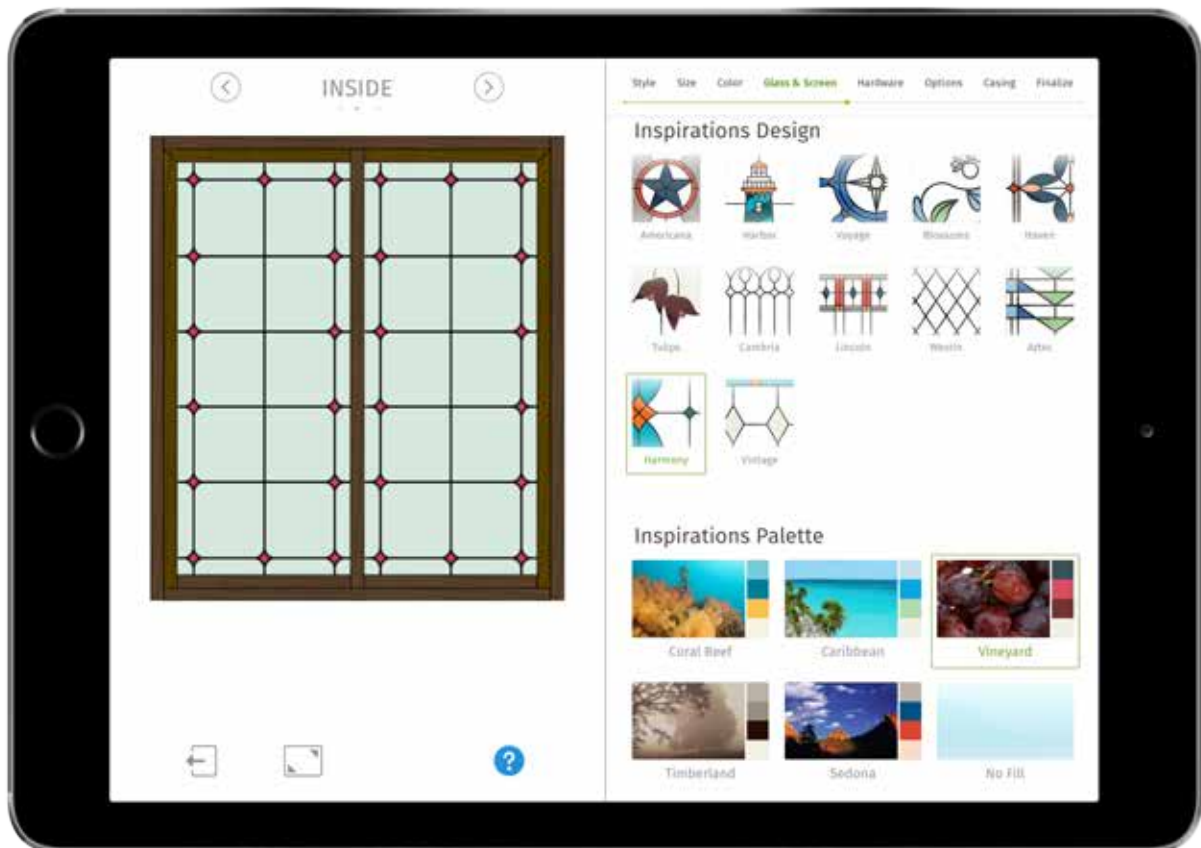 INSIDE
Style Size Color Glass & Screen Hardware Options Casing Finalize
Inspirations Design
Americana Harbor Voyage Blossoms Haven
Tulips Cambria Lincoln Westin Aztec
Harmony Vintage
Inspirations Palette
Coral Reef Caribbean Vineyard
Timberland Sedona No Fill
?